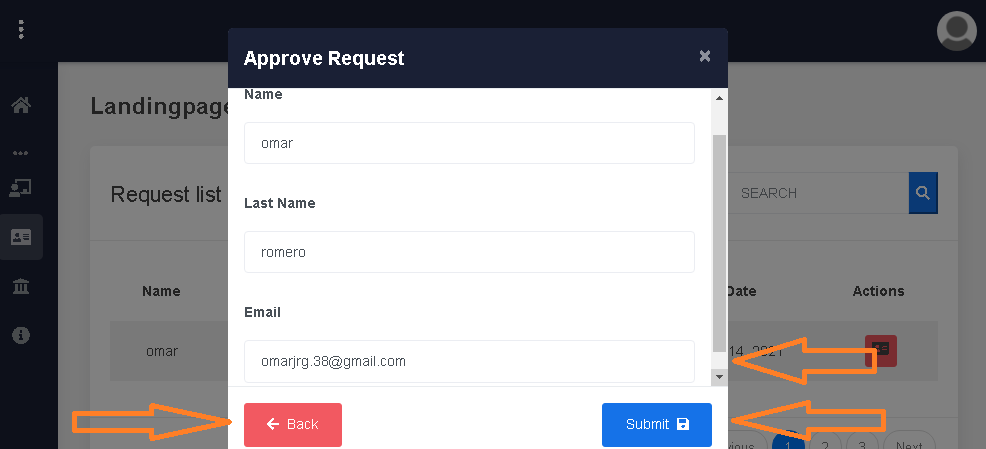 Approve Request ×
Landingpage
Name
omar
Request list
SEARCH
Last Name
romero
Name
Date
Actions
Email
omar
14, 2021
omarjrg.38@gmail.com
Back
Submit
1
2
3
Next